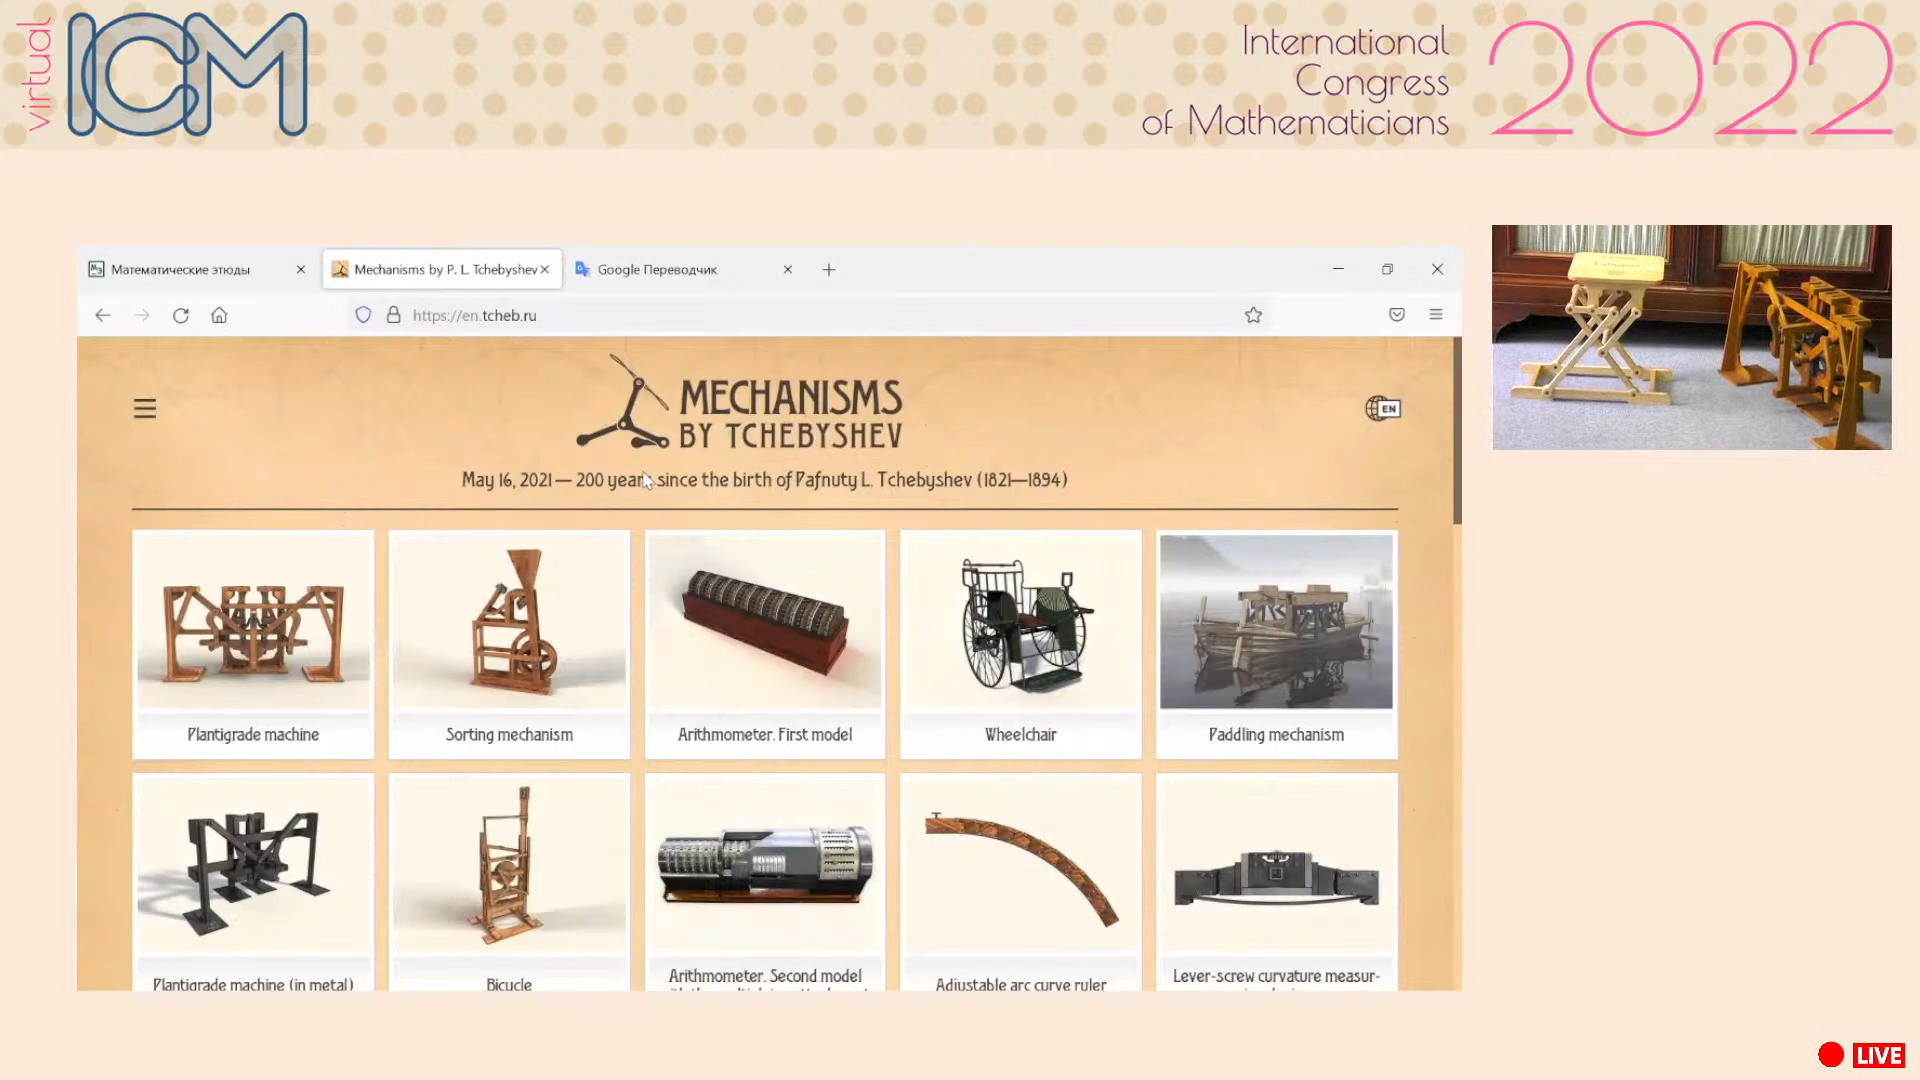 virtual
ICM
International
Congress
of Mathematicians
2022
Математические этюды
Mechanisms by P. L. Tchebyshev
Google Переводчик
https://en.tcheb.ru
MECHANISMS
BY TCHEBYSHEV
EN
May 16, 2021 — 200 years since the birth of Pafnuty L. Tchebyshev (1821—1894)
Plantigrade machine
Sorting mechanism
Arithmometer. First model
Wheelchair
Paddling mechanism
Plantigrade machine (in metal)
Bicycle
Arithmometer. Second model
Adjustable arc curve ruler
Lever-screw curvature measur-
LIVE